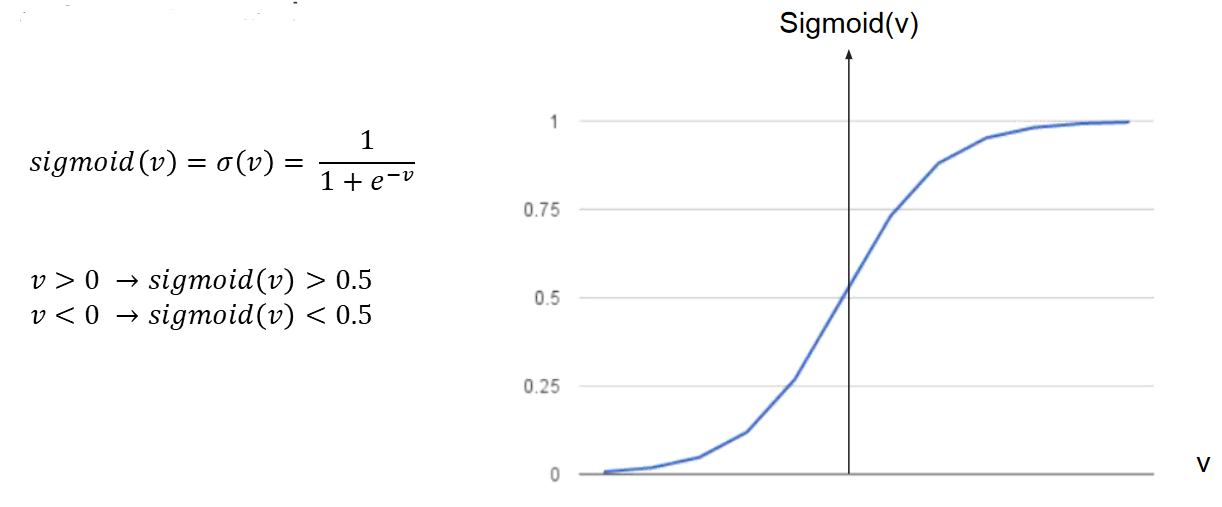 Sigmoid(v)
sigmoid(v) = σ(v) = 1 / (1 + e^{−v})
v > 0 → sigmoid(v) > 0.5
v < 0 → sigmoid(v) < 0.5
1
0.75
0.5
0.25
0
v